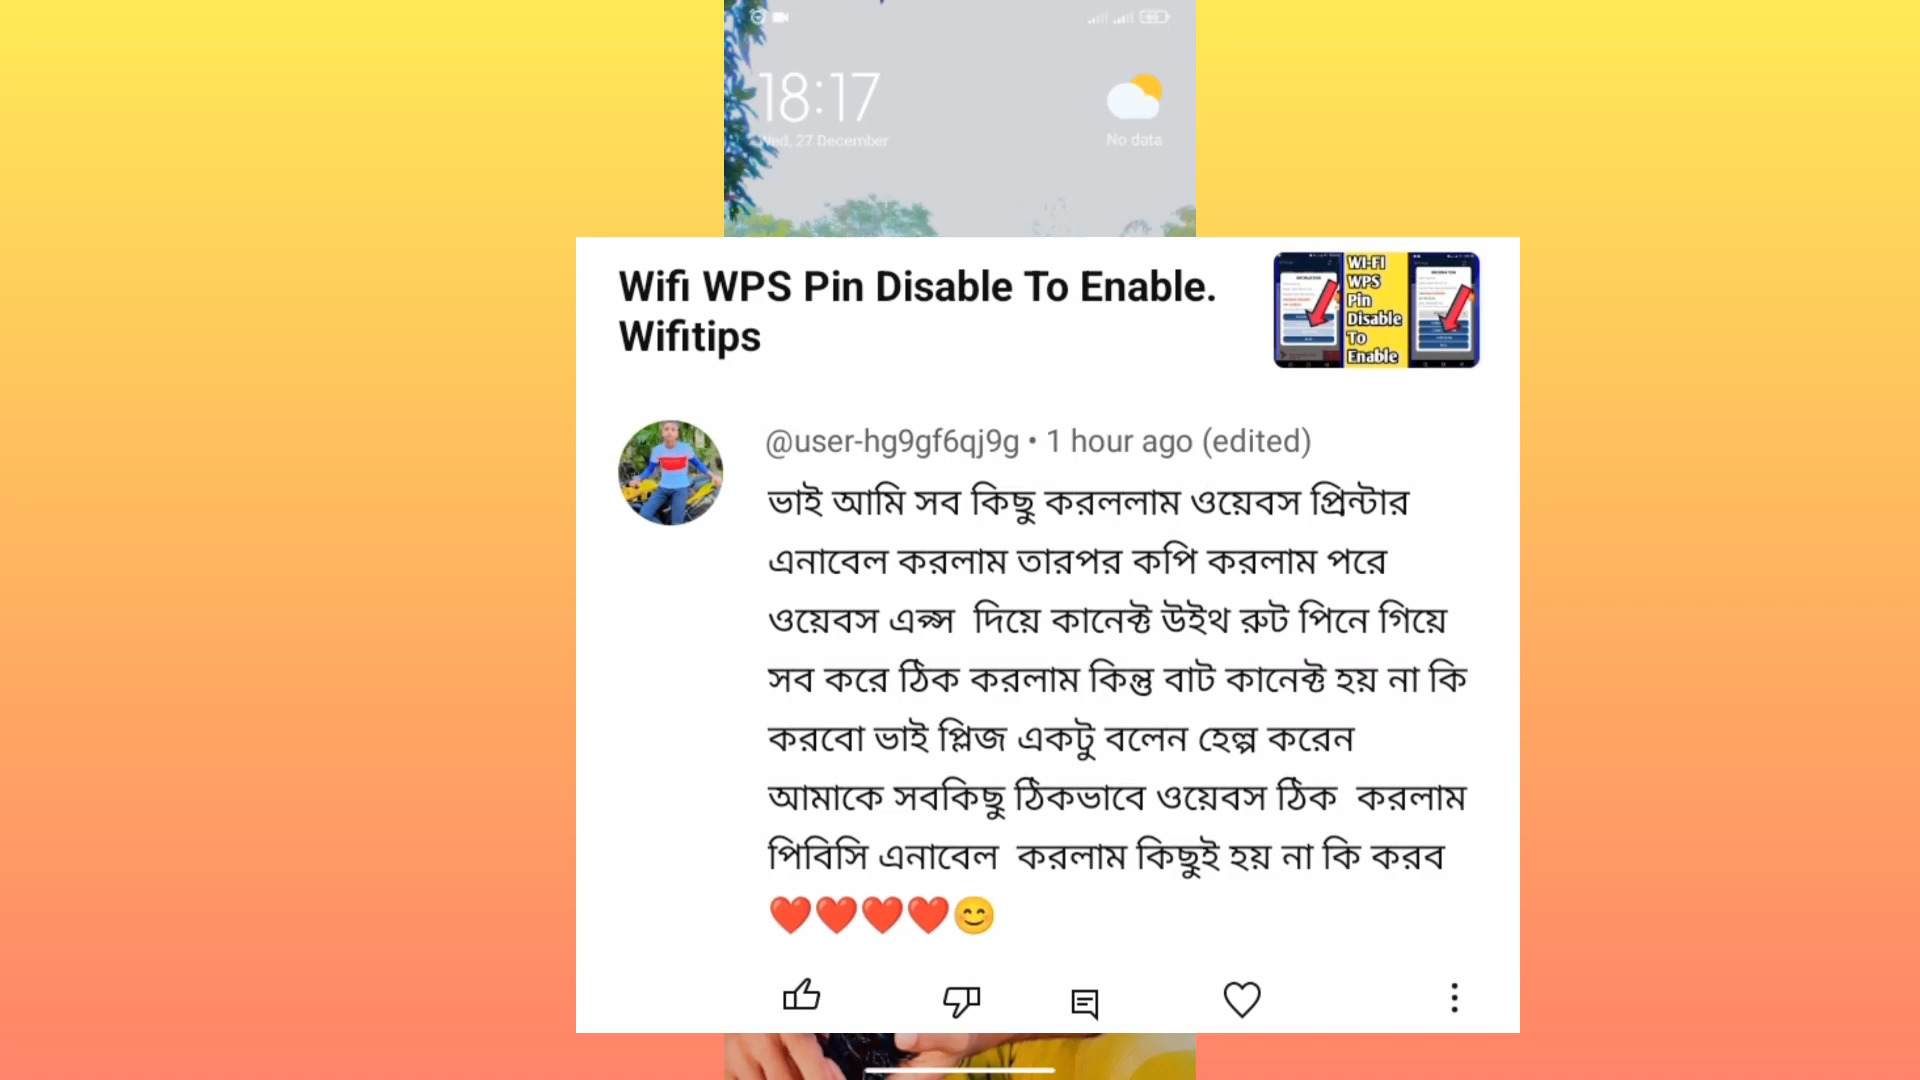 18:17
Wed, 27 December
No data
Wifi WPS Pin Disable To Enable.
Wifitips
WI-FI
WPS
Pin
Disable
To
Enable
@user-hg9gf6qj9g • 1 hour ago (edited)
ভাই আমি সব কিছু করললাম ওয়েবস প্রিন্টার
এনাবেল করলাম তারপর কপি করলাম পরে
ওয়েবস এপ্স  দিয়ে কানেক্ট উইথ রুট পিনে গিয়ে
সব করে ঠিক করলাম কিন্তু বাট কানেক্ট হয় না কি
করবো ভাই প্লিজ একটু বলেন হেল্প করেন
আমাকে সবকিছু ঠিকভাবে ওয়েবস ঠিক  করলাম
পিবিসি এনাবেল  করলাম কিছুই হয় না কি করব
❤️❤️❤️❤️😊